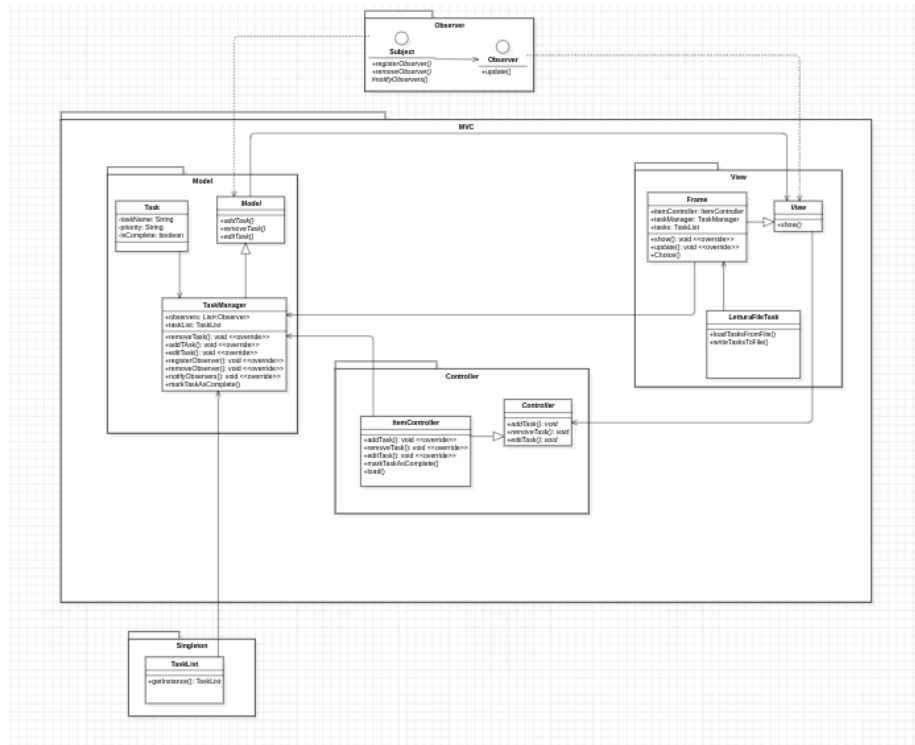 Observer
Subject
+registerObserver()
+removeObserver()
#notifyObservers()
Observer
+update()
MVC
Model
Task
-taskName: String
-priority: String
-isComplete: boolean
Model
+addTask()
+removeTask()
+editTask()
TaskManager
+observers: List<Observer>
+taskList: TaskList
+removeTask(): void <<override>>
+addTAsk(): void <<override>>
+editTask(): void <<override>>
+registerObserver(): void <<override>>
+removeObserver(): void <<override>>
+notifyObservers(): void <<override>>
+markTaskAsComplete()
View
Frame
+itemController: ItemController
+taskManager: TaskManager
+tasks: TaskList
+show(): void <<override>>
+update(): void <<override>>
+Choice()
View
+show()
LetturaFileTask
+loadTasksFromFile()
+writeTasksToFile()
Controller
ItemController
+addTask(): void <<override>>
+removeTask(): void <<override>>
+editTask(): void <<override>>
+markTaskAsComplete()
+load()
Controller
+addTask(): void
+removeTask(): void
+editTask(): void
Singleton
TaskList
+getInstance(): TaskList